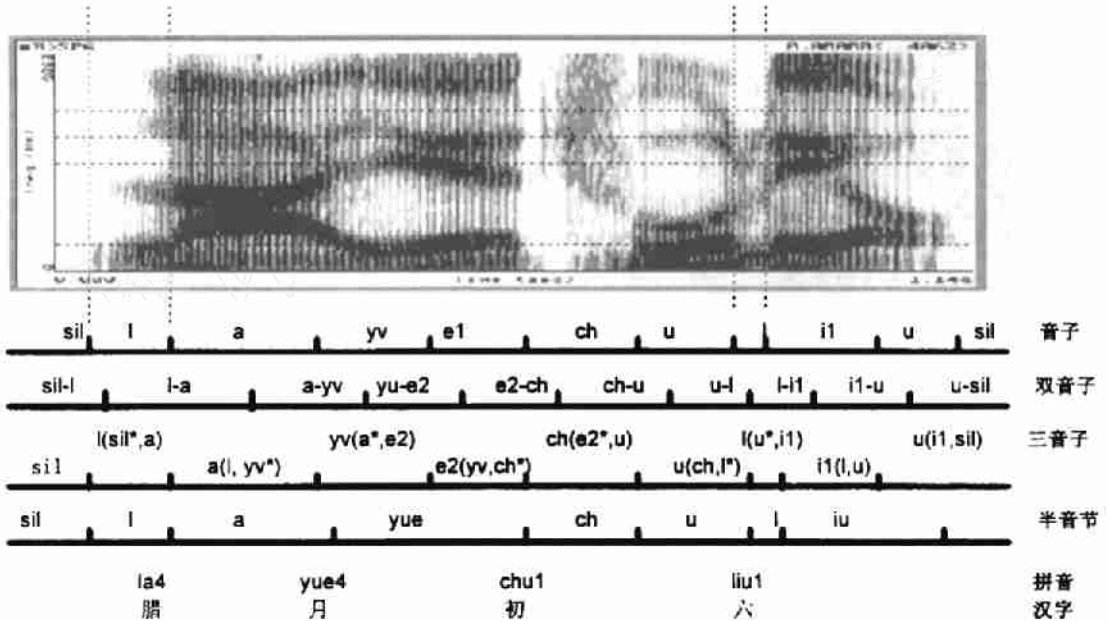 0.000
sil l a yv e1 ch u l i1 u sil 音子
sil-l l-a a-yv yu-e2 e2-ch ch-u u-l l-i1 i1-u u-sil 双音子
l(sil*,a) yv(a*,e2) ch(e2*,u) l(u*,i1) u(i1,sil) 三音子
sil a(l, yv*) e2(yv,ch*) u(ch,l*) i1(l,u)
sil l a yue ch u l iu 半音节
la4 yue4 chu1 liu1 拼音
腊 月 初 六 汉字